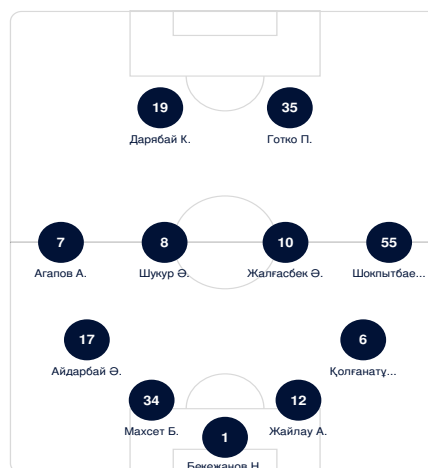 19 35
Дарябай К. Готко П.
7 8 10 55
Агапов А. Шукур Ә. Жалғасбек Ә. Шокпытбае...
17 6
Айдарбай Ә. Қолғанату...
34 12
Махсет Б. Жайлау А.
1
Бекежанов Н.